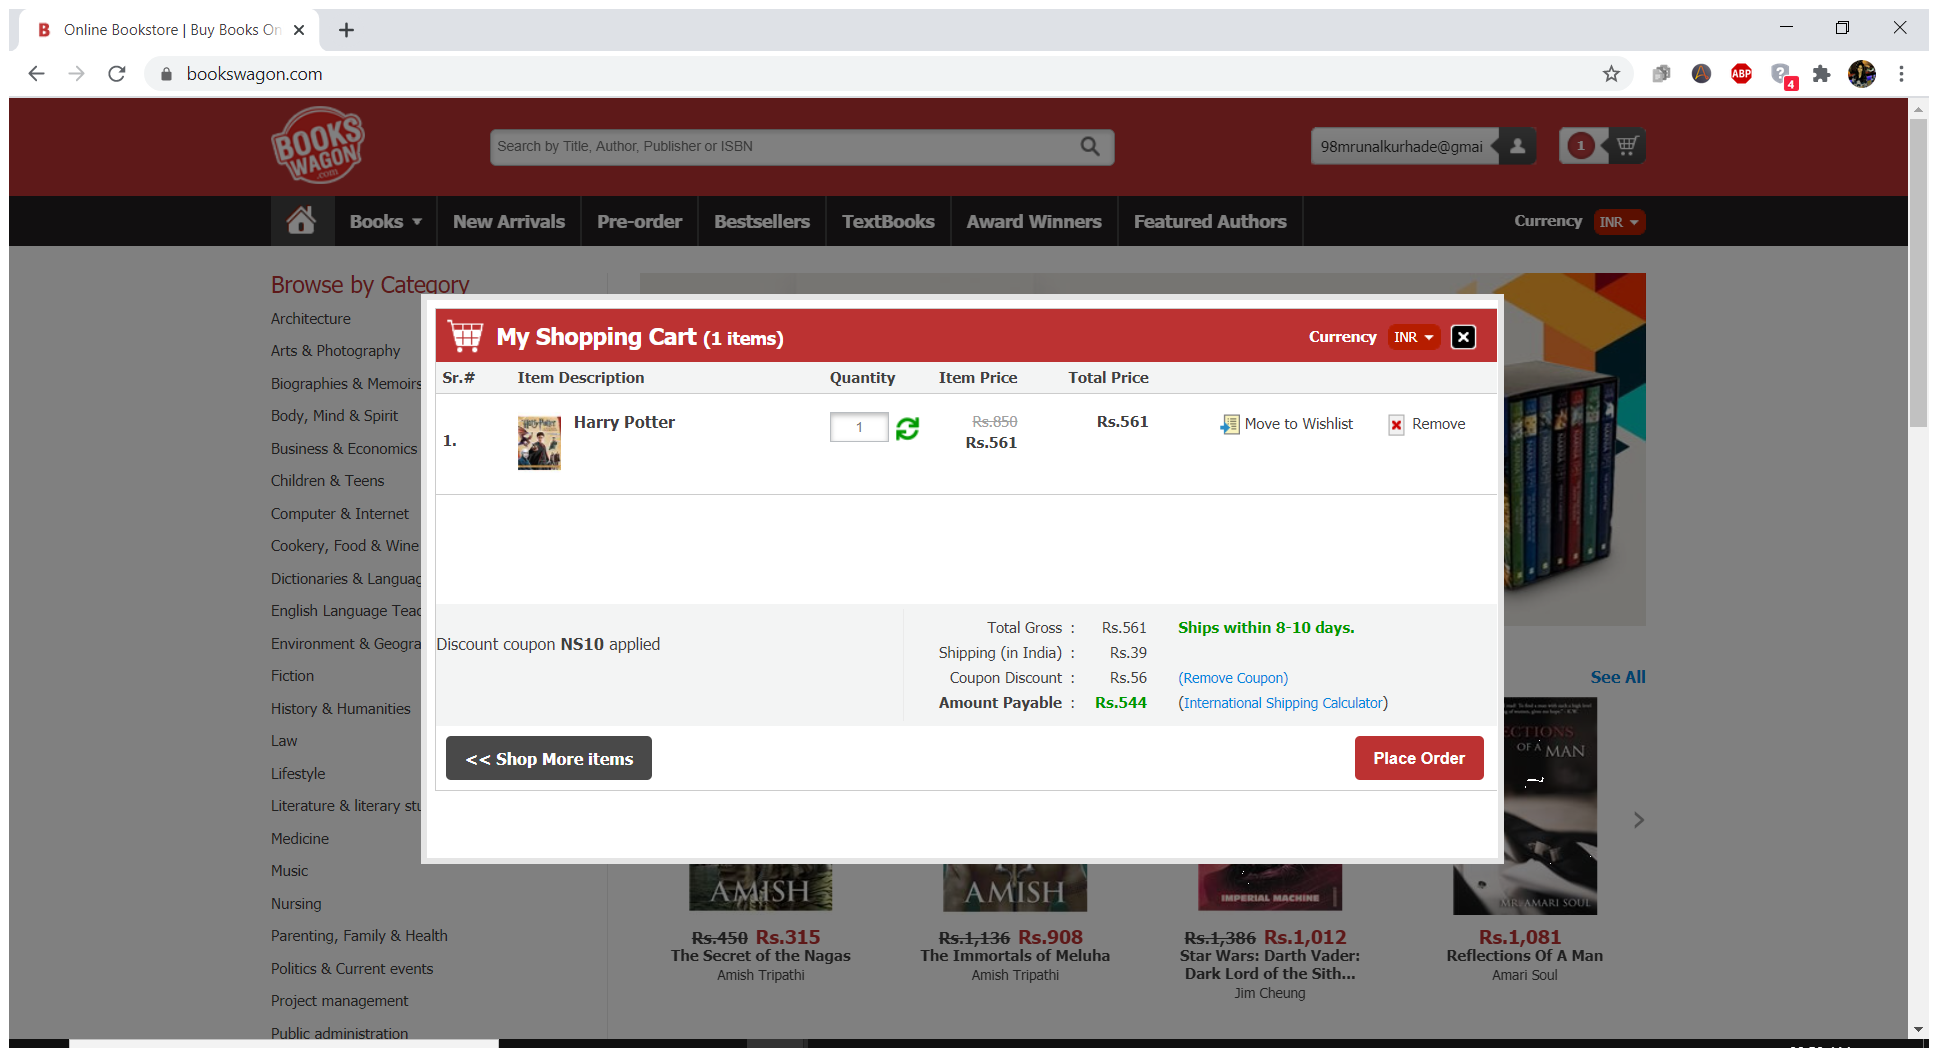 Online Bookstore | Buy Books On
bookswagon.com
ABP
4
BOOKS
WAGON
.com
Search by Title, Author, Publisher or ISBN
98mrunalkurhade@gmai
1
Books
New Arrivals
Pre-order
Bestsellers
TextBooks
Award Winners
Featured Authors
Currency
INR
Browse by Category
Architecture
Arts & Photography
Biographies & Memoirs
Body, Mind & Spirit
Business & Economics
Children & Teens
Computer & Internet
Cookery, Food & Wine
Dictionaries & Languag
English Language Teac
Environment & Geogra
Fiction
History & Humanities
Law
Lifestyle
Literature & literary stu
Medicine
Music
Nursing
Parenting, Family & Health
Politics & Current events
Project management
Public administration
My Shopping Cart (1 items)
Currency INR
Sr.# Item Description Quantity Item Price Total Price
1. Harry Potter 1 Rs.850 Rs.561 Move to Wishlist Remove
Rs.561
Discount coupon NS10 applied
Total Gross : Rs.561 Ships within 8-10 days.
Shipping (in India) : Rs.39
Coupon Discount : Rs.56 (Remove Coupon)
Amount Payable : Rs.544 (International Shipping Calculator)
<< Shop More items
Place Order
See All
OF A MAN
MR. AMARI SOUL
AMISH
AMISH
IMPERIAL MACHINE
Rs.450 Rs.315
The Secret of the Nagas
Amish Tripathi
Rs.1,136 Rs.908
The Immortals of Meluha
Amish Tripathi
Rs.1,386 Rs.1,012
Star Wars: Darth Vader:
Dark Lord of the Sith...
Jim Cheung
Rs.1,081
Reflections Of A Man
Amari Soul